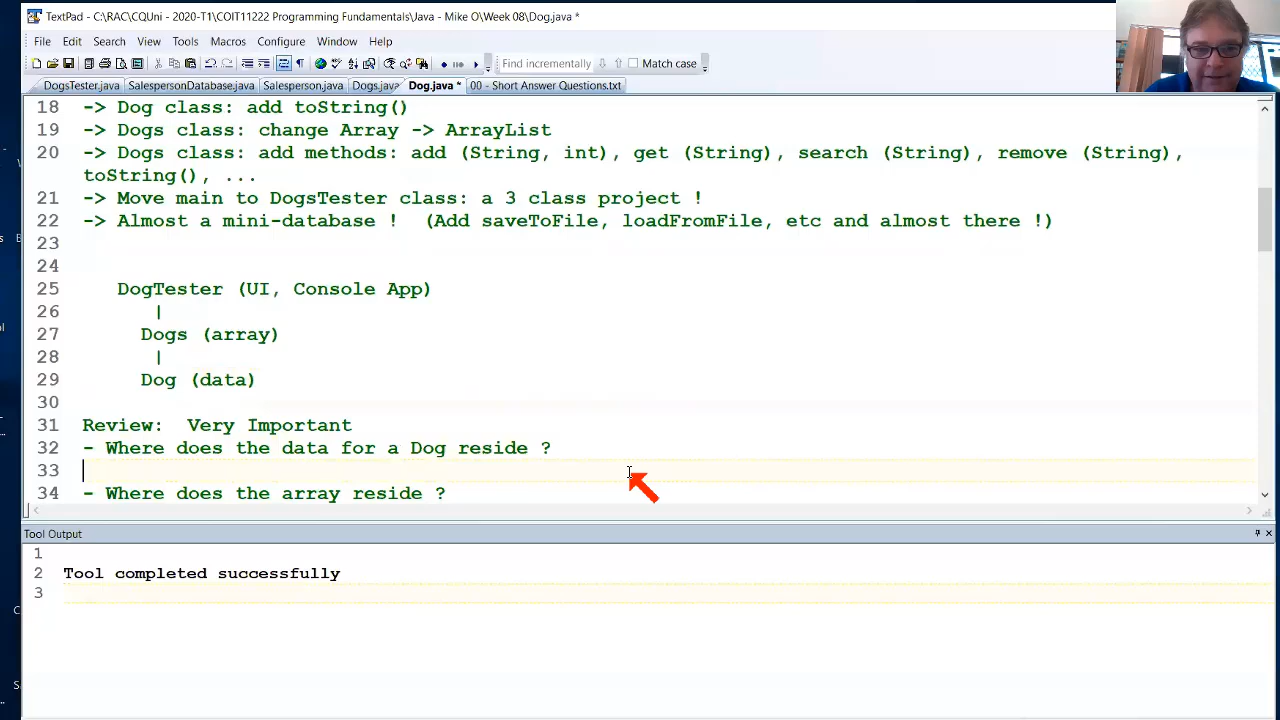 TextPad - C:\RAC\CQUni - 2020-T1\COIT11222 Programming Fundamentals\Java - Mike O\Week 08\Dog.java *
File Edit Search View Tools Macros Configure Window Help
Find incrementally Match case
DogsTester.java SalespersonDatabase.java Salesperson.java Dogs.java Dog.java * 00 - Short Answer Questions.txt
18 -> Dog class: add toString()
19 -> Dogs class: change Array -> ArrayList
20 -> Dogs class: add methods: add (String, int), get (String), search (String), remove (String),
toString(), ...
21 -> Move main to DogsTester class: a 3 class project !
22 -> Almost a mini-database ! (Add saveToFile, loadFromFile, etc and almost there !)
23
24
25 DogTester (UI, Console App)
26 |
27 Dogs (array)
28 |
29 Dog (data)
30
31 Review: Very Important
32 - Where does the data for a Dog reside ?
33
34 - Where does the array reside ?
Tool Output
1
2 Tool completed successfully
3